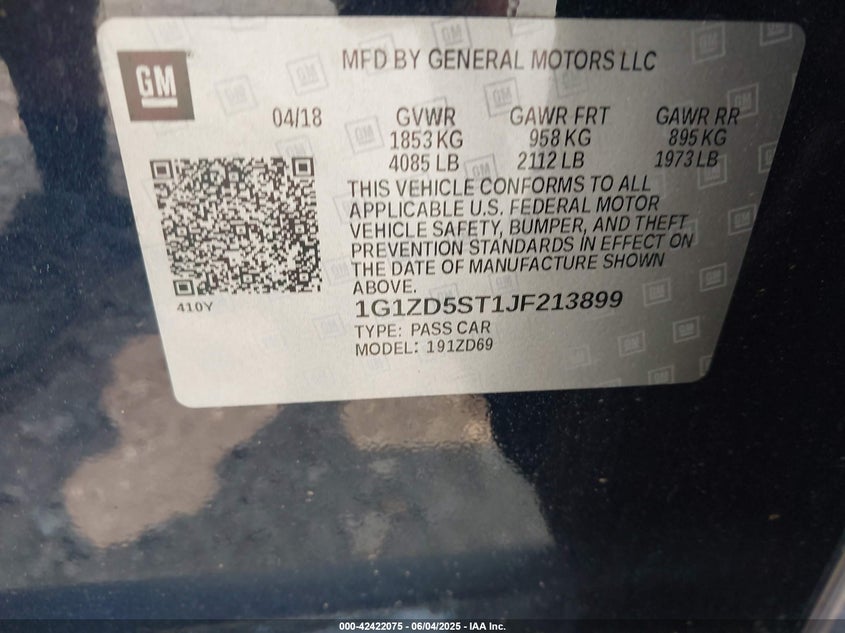 GM
MFD BY GENERAL MOTORS LLC
04/18 GVWR GAWR FRT GAWR RR
1853 KG 958 KG 895 KG
4085 LB 2112 LB 1973 LB
THIS VEHICLE CONFORMS TO ALL
APPLICABLE U.S. FEDERAL MOTOR
VEHICLE SAFETY, BUMPER, AND THEFT
PREVENTION STANDARDS IN EFFECT ON
THE DATE OF MANUFACTURE SHOWN
ABOVE.
410Y
1G1ZD5ST1JF213899
TYPE: PASS CAR
MODEL: 191ZD69
000-42422075 - 06/04/2025 - IAA Inc.